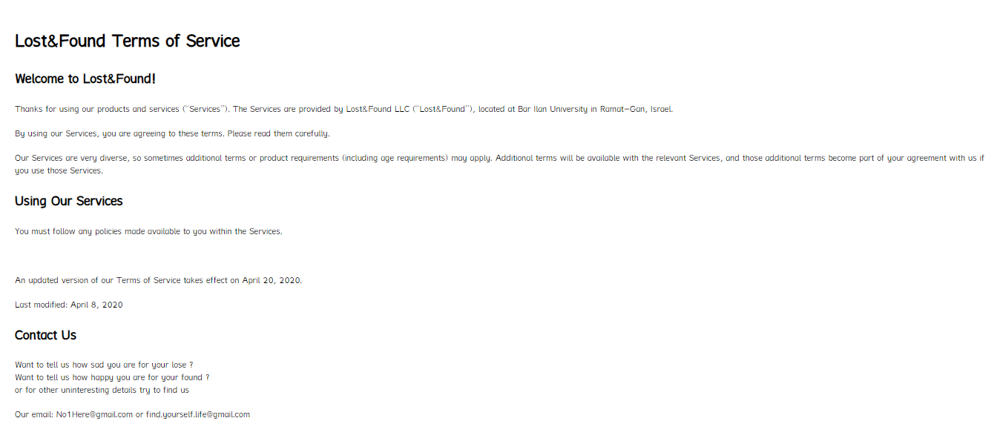 Lost&Found Terms of Service
Welcome to Lost&Found!
Thanks for using our products and services (“Services”). The Services are provided by Lost&Found LLC (“Lost&Found”), located at Bar Ilan University in Ramat-Gan, Israel.
By using our Services, you are agreeing to these terms. Please read them carefully.
Our Services are very diverse, so sometimes additional terms or product requirements (including age requirements) may apply. Additional terms will be available with the relevant Services, and those additional terms become part of your agreement with us if
you use those Services.
Using Our Services
You must follow any policies made available to you within the Services.
An updated version of our Terms of Service takes effect on April 20, 2020.
Last modified: April 8, 2020
Contact Us
Want to tell us how sad you are for your lose ?
Want to tell us how happy you are for your found ?
or for other uninteresting details try to find us
Our email: No1Here@gmail.com or find.yourself.life@gmail.com